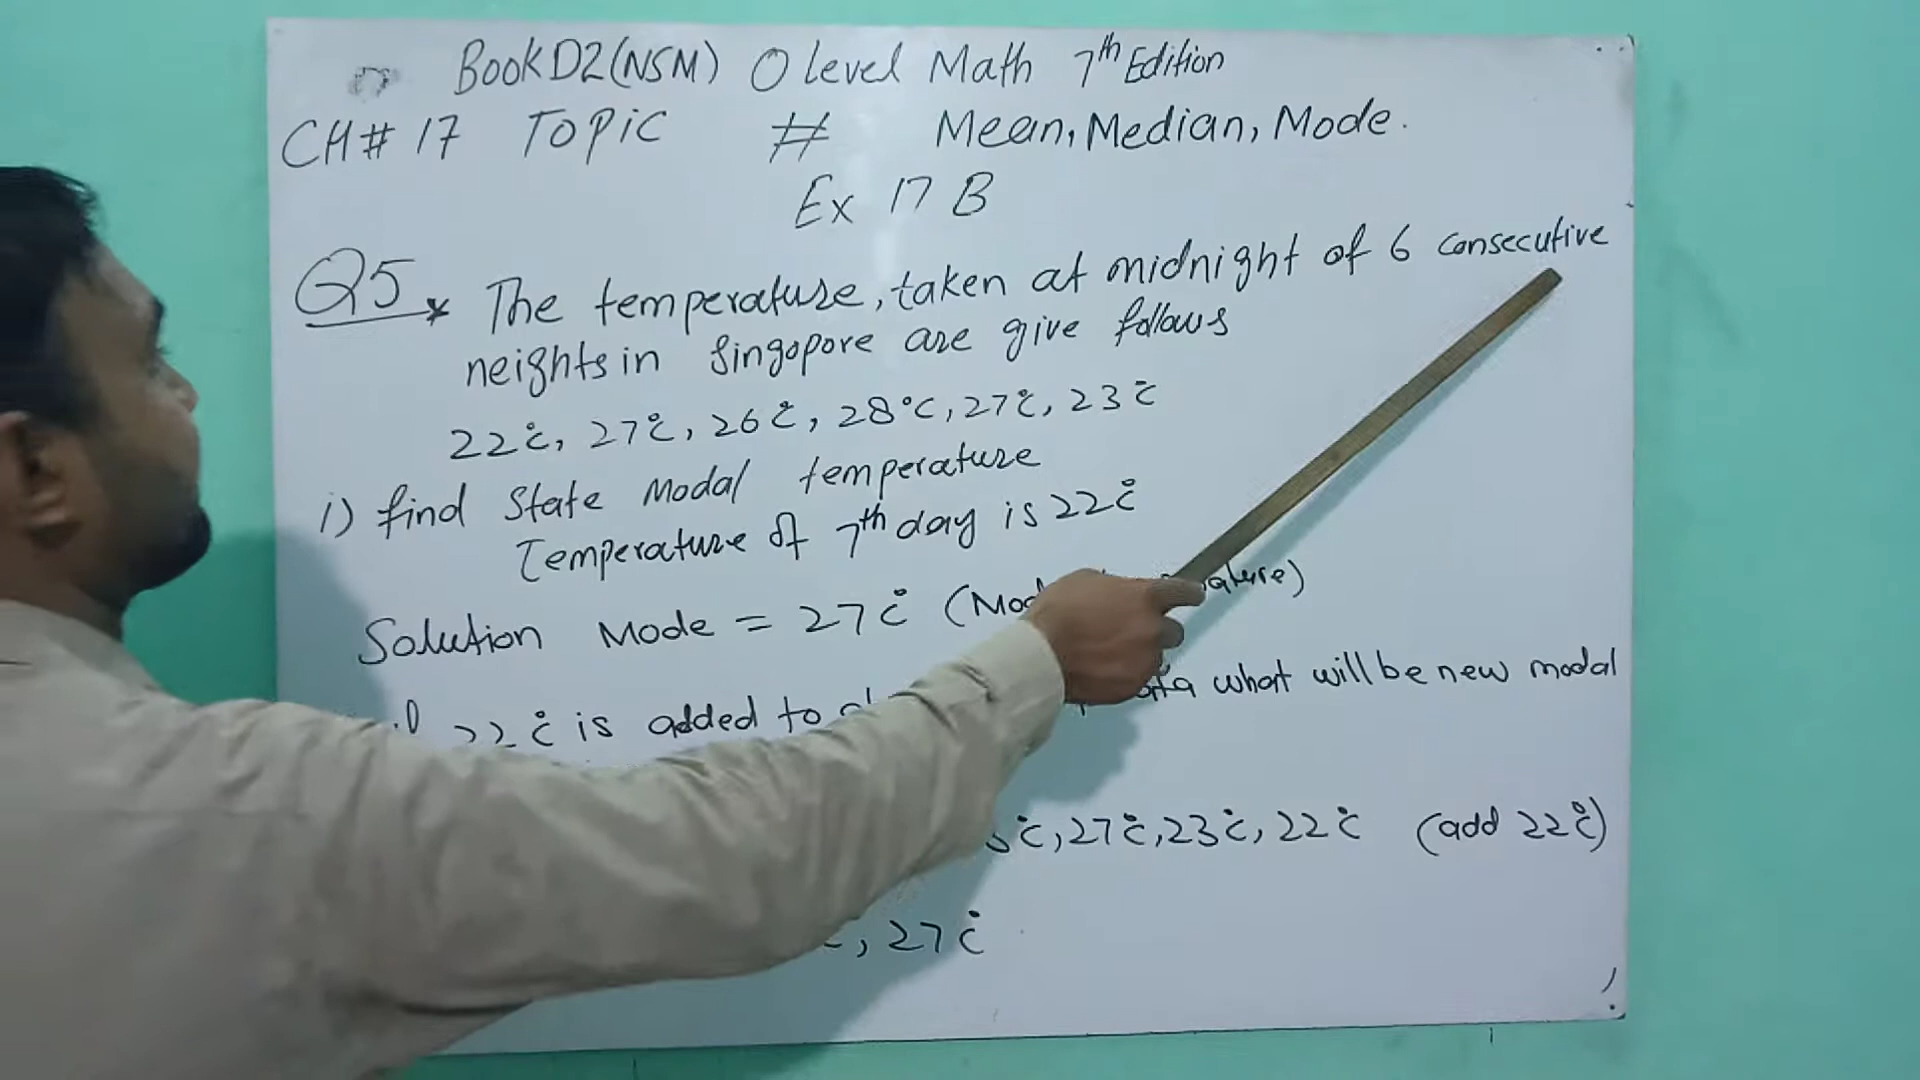 Book D2 (NSM) O level Math 7th Edition
CH# 17 Topic # Mean, Median, Mode.
Ex 17 B
Q5 * The temperature, taken at midnight of 6 consecutive
neights in Singopore are give follows
22°C, 27°C, 26°C, 28°C, 27°C, 23°C
i) find State Modal temperature
Temperature of 7th day is 22°C
Solution Mode = 27°C
22°C is added to what will be new modal
27°C, 23°C, 22°C (add 22°C)
, 27°C